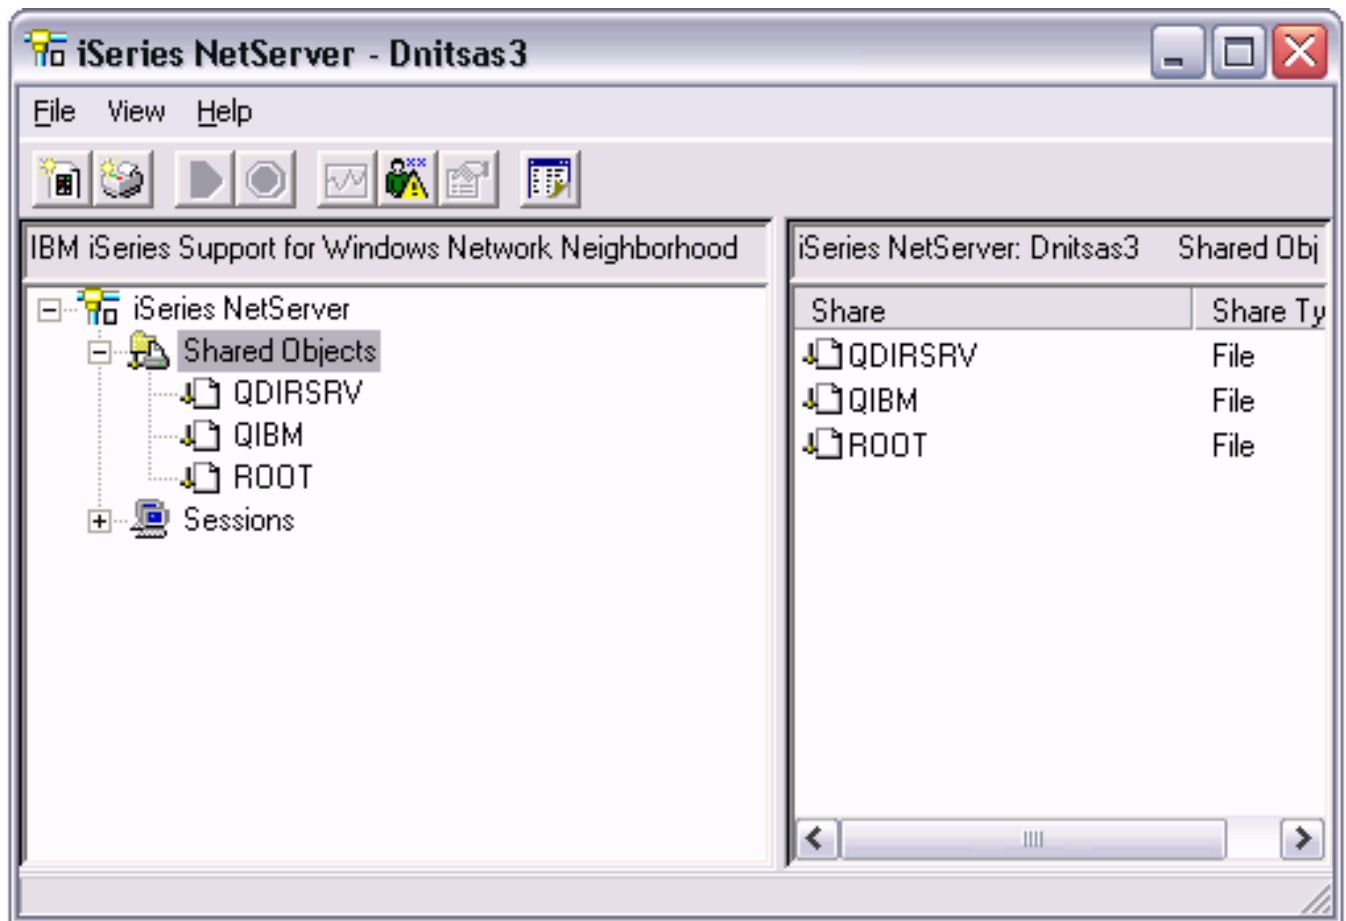 iSeries NetServer - Dnitsas3
File View Help
IBM iSeries Support for Windows Network Neighborhood
iSeries NetServer: Dnitsas3 Shared Obj
iSeries NetServer
Shared Objects
QDIRSRV
QIBM
ROOT
Sessions
Share Share Ty
QDIRSRV File
QIBM File
ROOT File